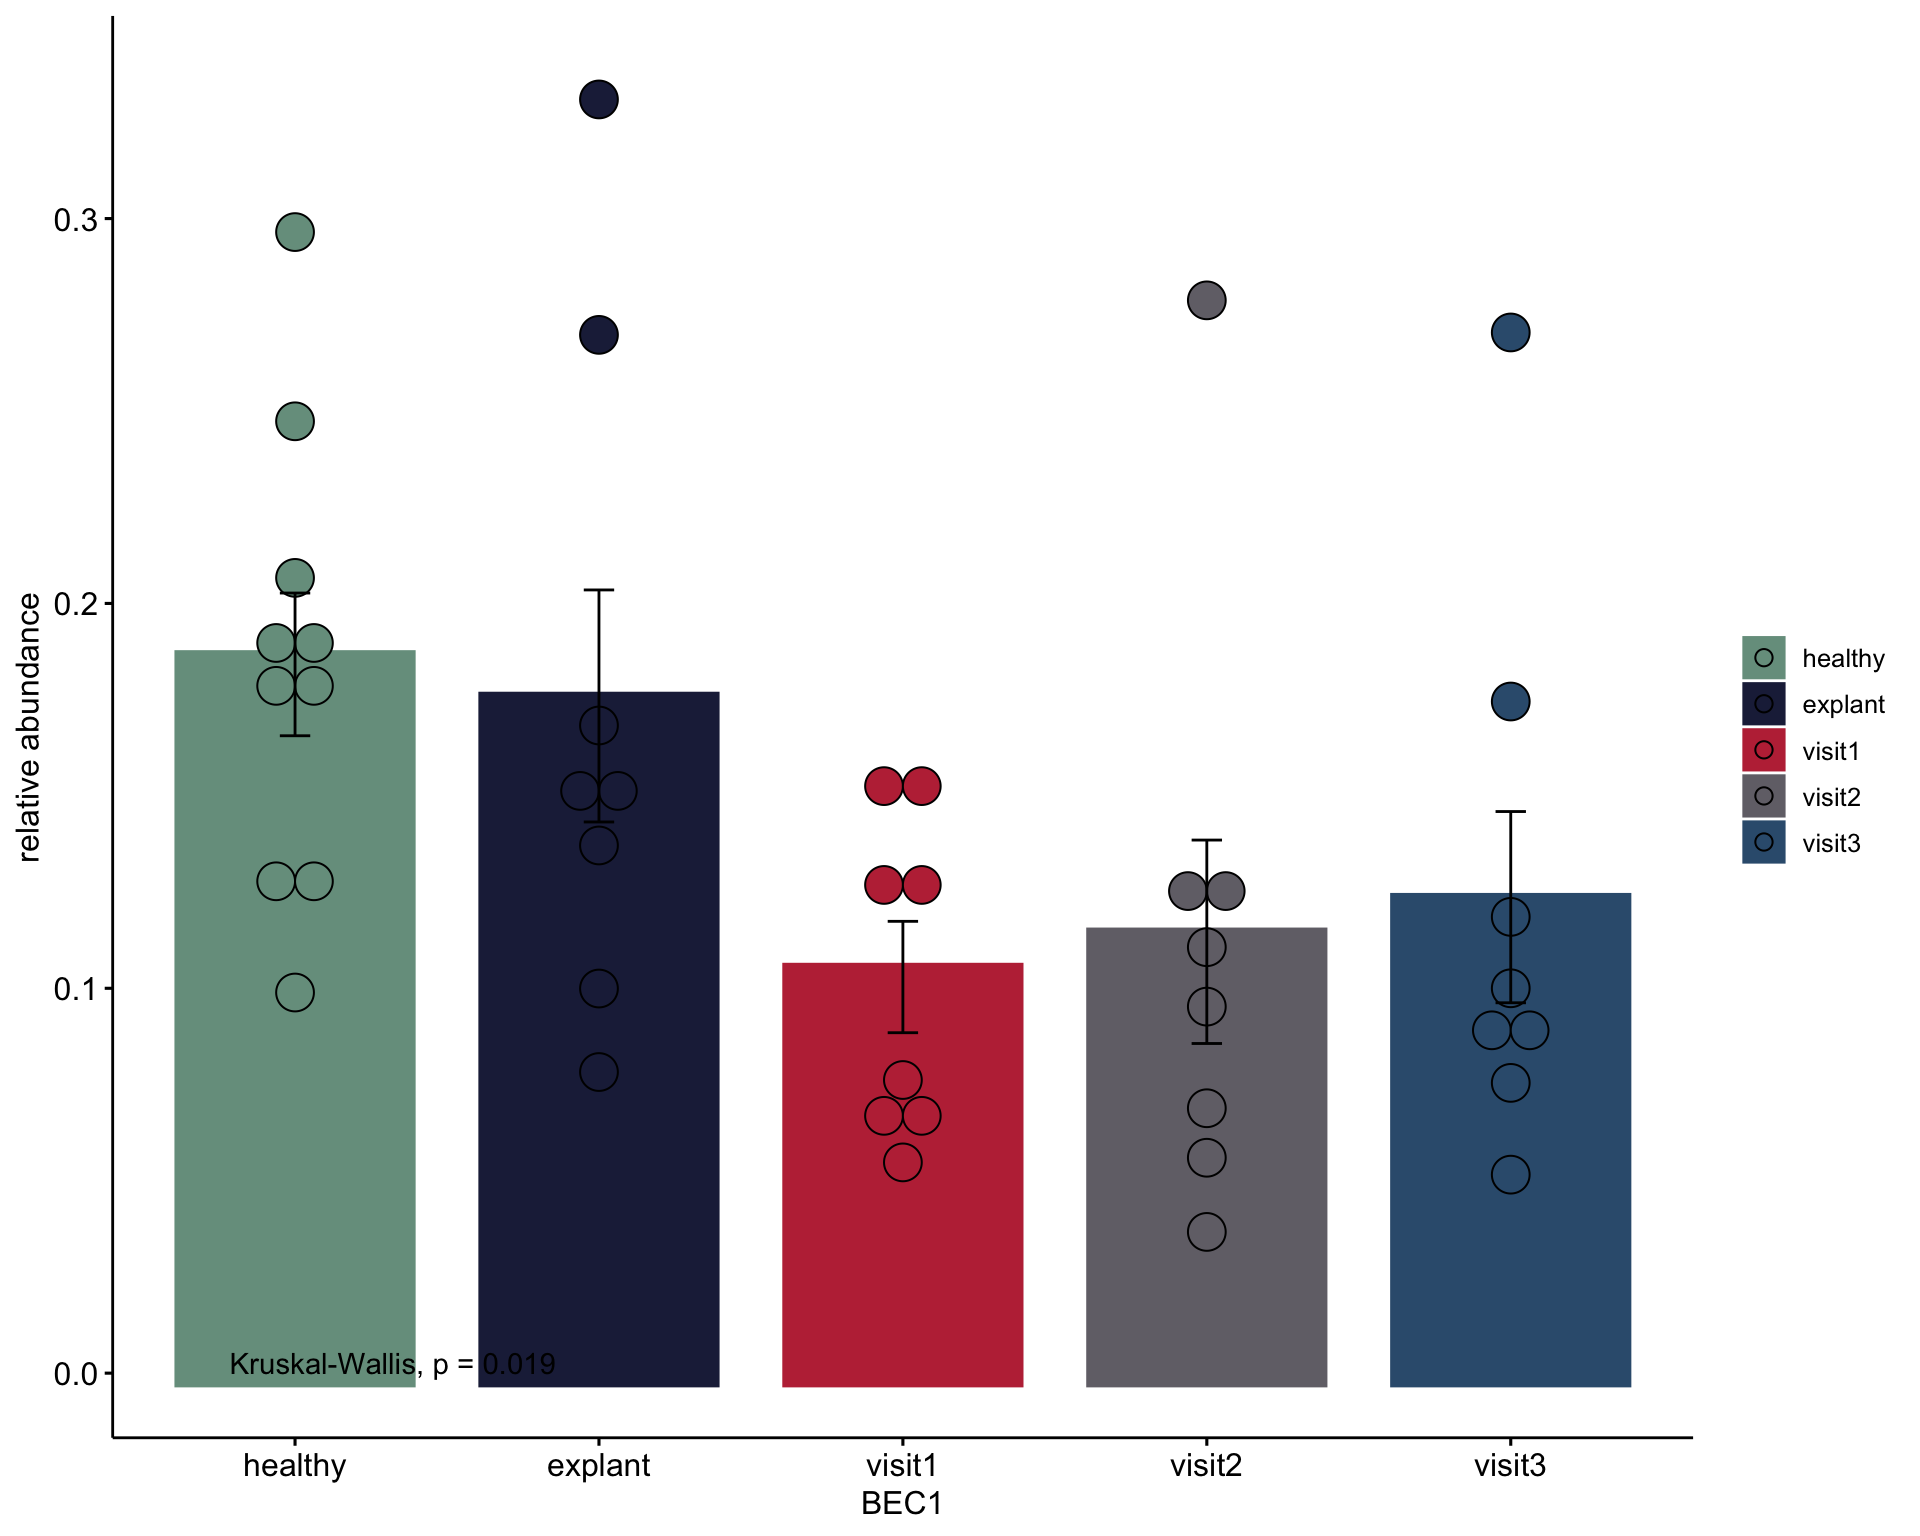 relative abundance
0.3
0.2
0.1
0.0
Kruskal-Wallis, p = 0.019
healthy
explant
visit1
visit2
visit3
BEC1
healthy
explant
visit1
visit2
visit3